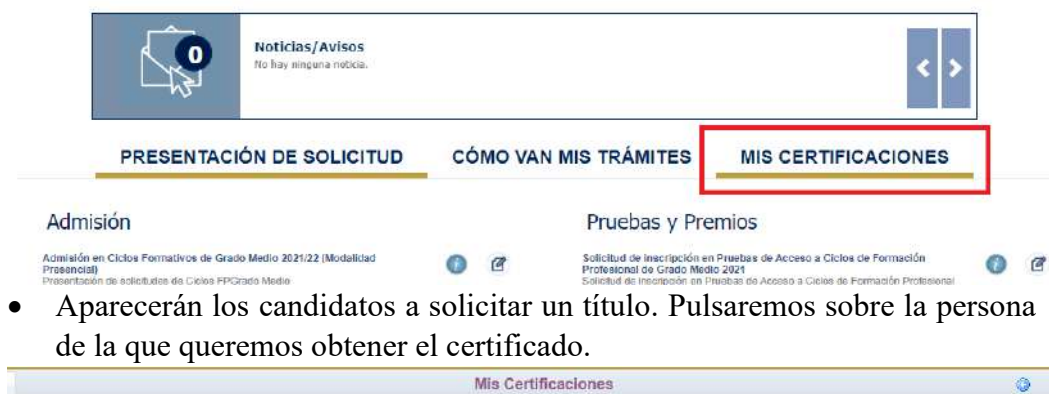 0
Noticias/Avisos
No hay ninguna noticia.
PRESENTACIÓN DE SOLICITUD CÓMO VAN MIS TRÁMITES MIS CERTIFICACIONES
Admisión
Pruebas y Premios
Admisión en Ciclos Formativos de Grado Medio 2021/22 (Modalidad
Presencial)
Presentación de solicitudes de Ciclos FPGrado Medio
Solicitud de Inscripción en Pruebas de Acceso a Ciclos de Formación
Profesional de Grado Medio 2021
Solicitud de inscripción en Pruebas de Acceso a Ciclos de Formación Profesional
• Aparecerán los candidatos a solicitar un título. Pulsaremos sobre la persona
de la que queremos obtener el certificado.
Mis Certificaciones